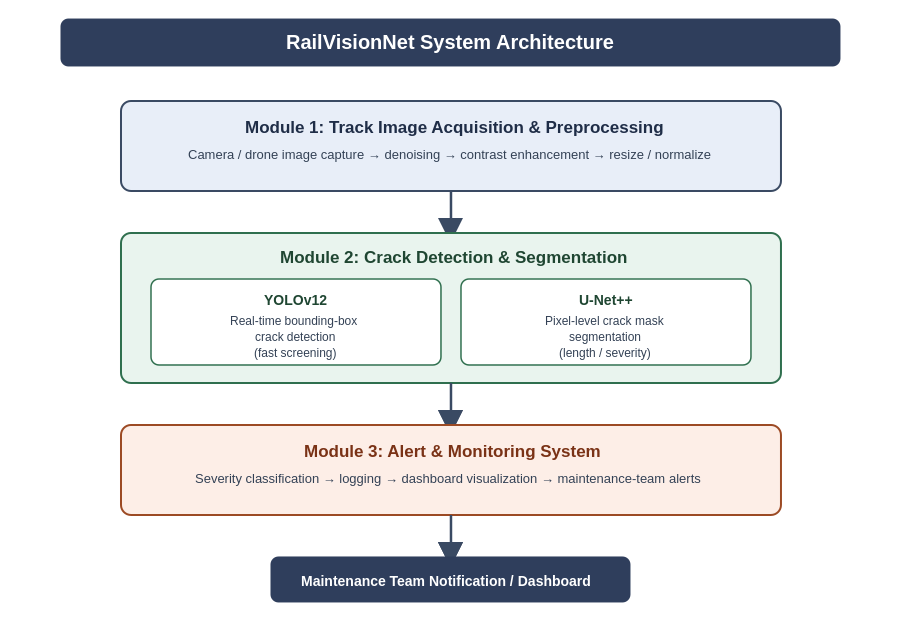 RailVisionNet System Architecture
Module 1: Track Image Acquisition & Preprocessing
Camera / drone image capture → denoising → contrast enhancement → resize / normalize
Module 2: Crack Detection & Segmentation
YOLOv12
Real-time bounding-box
crack detection
(fast screening)
U-Net++
Pixel-level crack mask
segmentation
(length / severity)
Module 3: Alert & Monitoring System
Severity classification → logging → dashboard visualization → maintenance-team alerts
Maintenance Team Notification / Dashboard